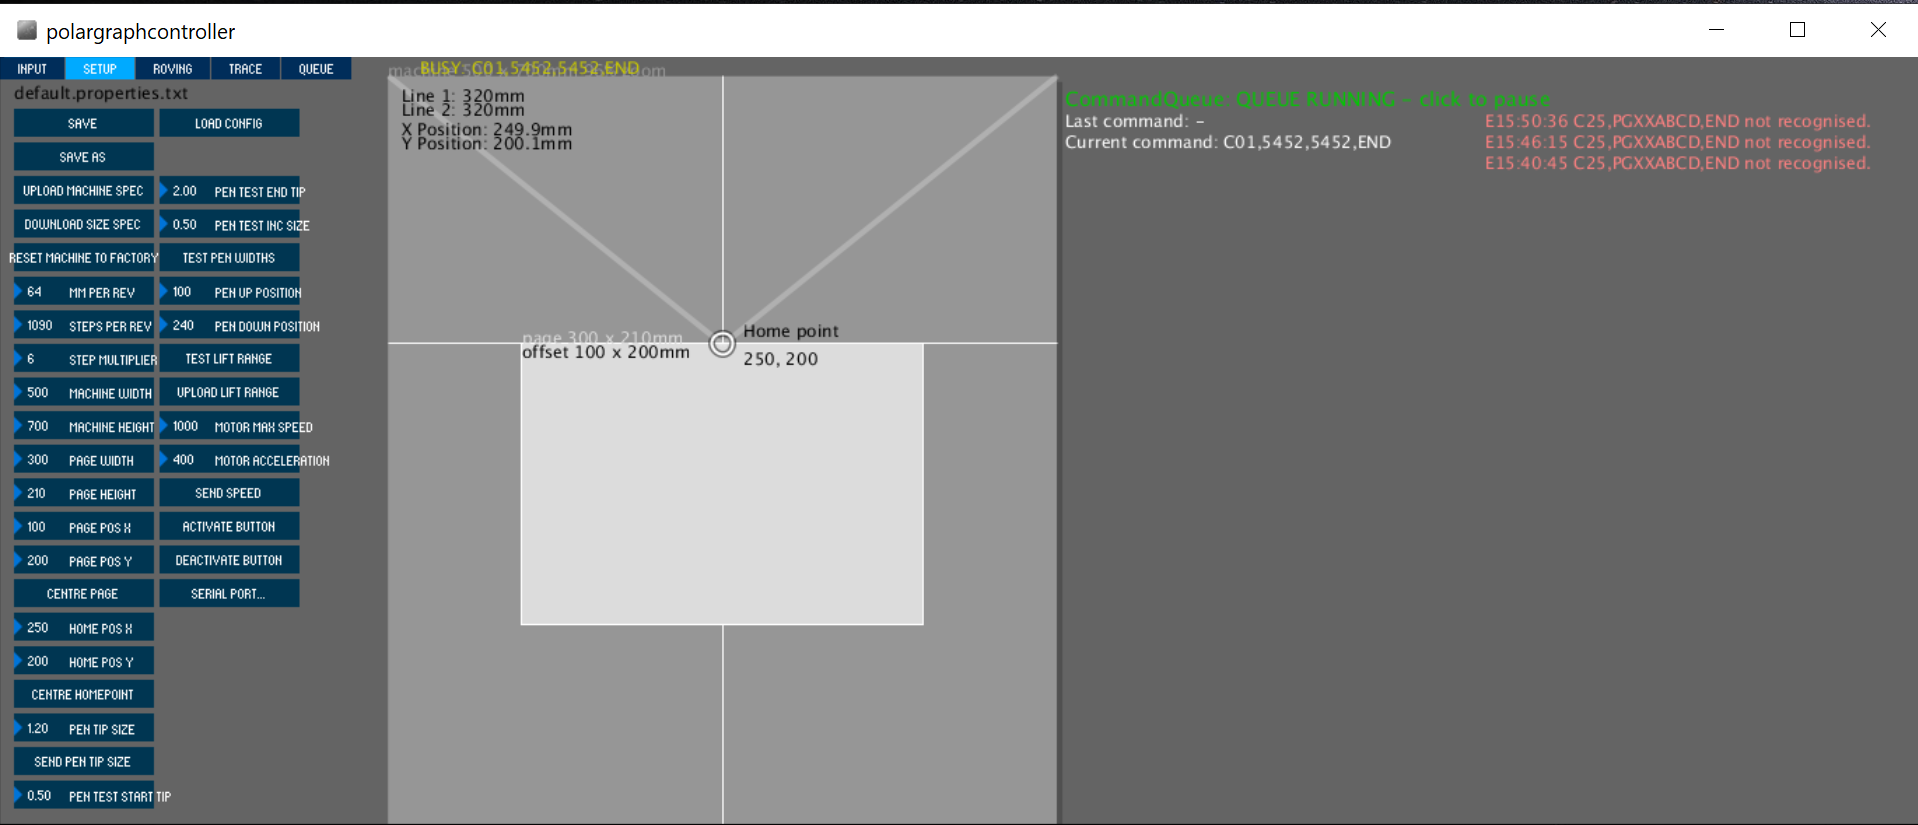 polargraphcontroller
INPUT SETUP ROVING TRACE QUEUE
default.properties.txt
SAVE LOAD CONFIG
SAVE AS
UPLOAD MACHINE SPEC 2.00 PEN TEST END TIP
DOWNLOAD SIZE SPEC 0.50 PEN TEST INC SIZE
RESET MACHINE TO FACTORY TEST PEN WIDTHS
64 MM PER REV 100 PEN UP POSITION
1090 STEPS PER REV 240 PEN DOWN POSITION
6 STEP MULTIPLIER TEST LIFT RANGE
500 MACHINE WIDTH UPLOAD LIFT RANGE
700 MACHINE HEIGHT 1000 MOTOR MAX SPEED
300 PAGE WIDTH 400 MOTOR ACCELERATION
210 PAGE HEIGHT SEND SPEED
100 PAGE POS X ACTIVATE BUTTON
200 PAGE POS Y DEACTIVATE BUTTON
CENTRE PAGE SERIAL PORT...
250 HOME POS X
200 HOME POS Y
CENTRE HOMEPOINT
1.20 PEN TIP SIZE
SEND PEN TIP SIZE
0.50 PEN TEST START TIP
BUSY: C01,5452,5452,END
Line 1: 320mm
Line 2: 320mm
X Position: 249.9mm
Y Position: 200.1mm
page 300 x 210mm
offset 100 x 200mm
Home point
250, 200
CommandQueue: QUEUE RUNNING - click to pause
Last command: -
Current command: C01,5452,5452,END
E15:50:36 C25,PGXXABCD,END not recognised.
E15:46:15 C25,PGXXABCD,END not recognised.
E15:40:45 C25,PGXXABCD,END not recognised.